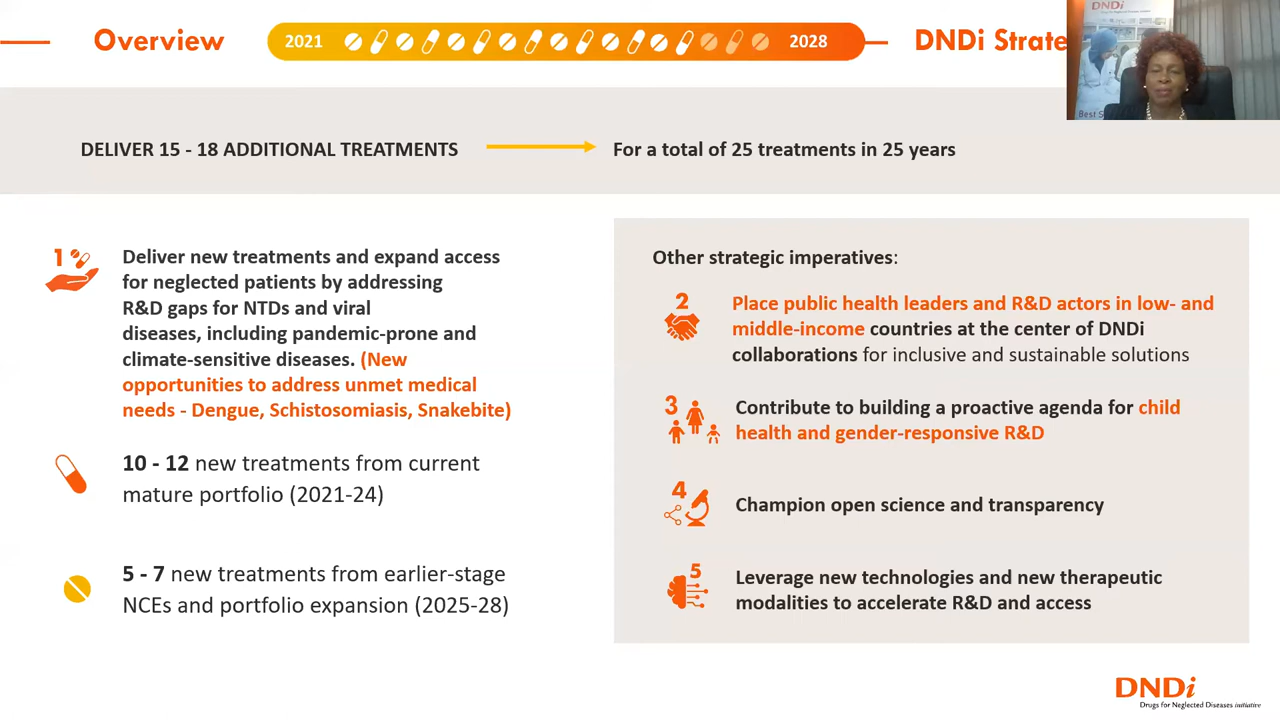 Overview
2021
2028
DNDi Strate
DNDi
Best S
DELIVER 15 - 18 ADDITIONAL TREATMENTS
For a total of 25 treatments in 25 years
1
Deliver new treatments and expand access
for neglected patients by addressing
R&D gaps for NTDs and viral
diseases, including pandemic-prone and
climate-sensitive diseases. (New
opportunities to address unmet medical
needs - Dengue, Schistosomiasis, Snakebite)
10 - 12 new treatments from current
mature portfolio (2021-24)
5 - 7 new treatments from earlier-stage
NCEs and portfolio expansion (2025-28)
Other strategic imperatives:
2
Place public health leaders and R&D actors in low- and
middle-income countries at the center of DNDi
collaborations for inclusive and sustainable solutions
3
Contribute to building a proactive agenda for child
health and gender-responsive R&D
4
Champion open science and transparency
5
Leverage new technologies and new therapeutic
modalities to accelerate R&D and access
DNDi
Drugs for Neglected Diseases initiative